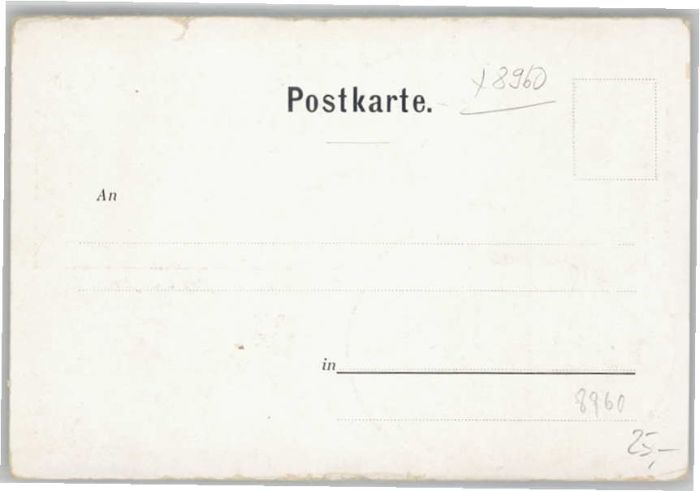 x8960
Postkarte.
An
in
8960
25,-